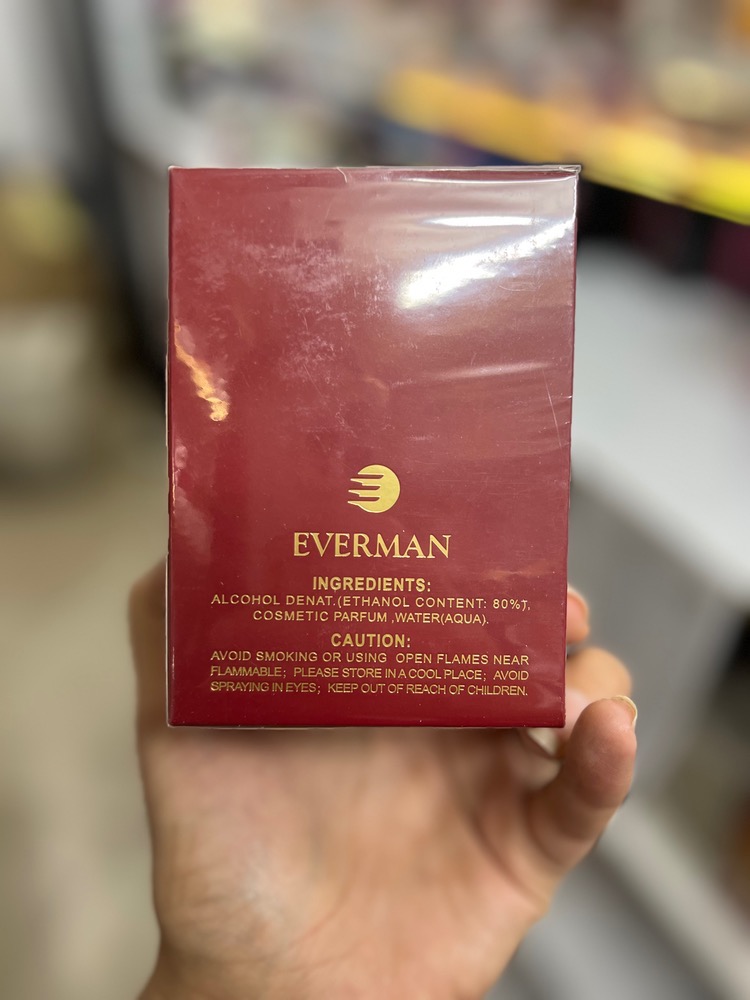 EVERMAN
INGREDIENTS:
ALCOHOL DENAT.(ETHANOL CONTENT: 80%T).
COSMETIC PARFUM ,WATER(AQUA).
CAUTION:
AVOID SMOKING OR USING OPEN FLAMES NEAR
FLAMMABLE; PLEASE STORE IN A COOL PLACE; AVOID
SPRAYING IN EYES; KEEP OUT OF REACH OF CHILDREN.